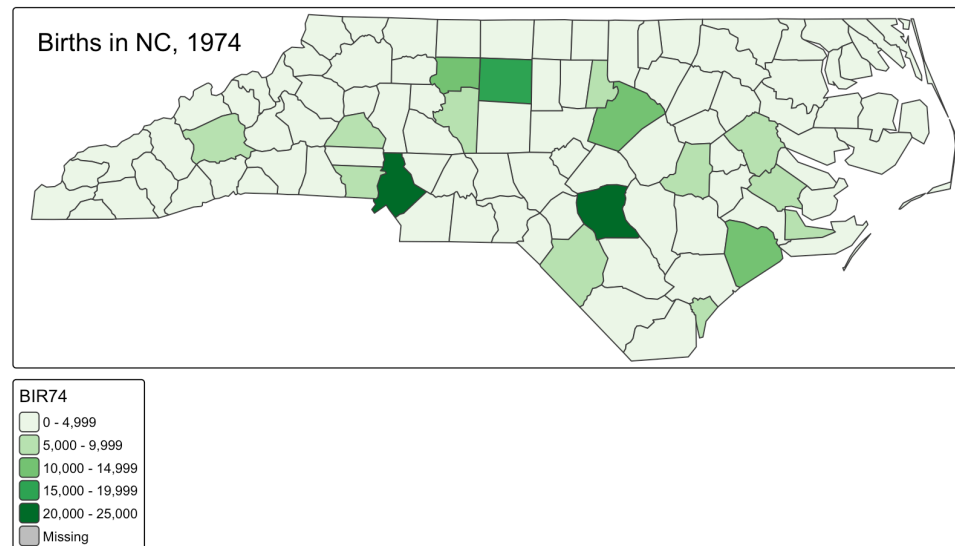 Births in NC, 1974
BIR74
0 - 4,999
5,000 - 9,999
10,000 - 14,999
15,000 - 19,999
20,000 - 25,000
Missing